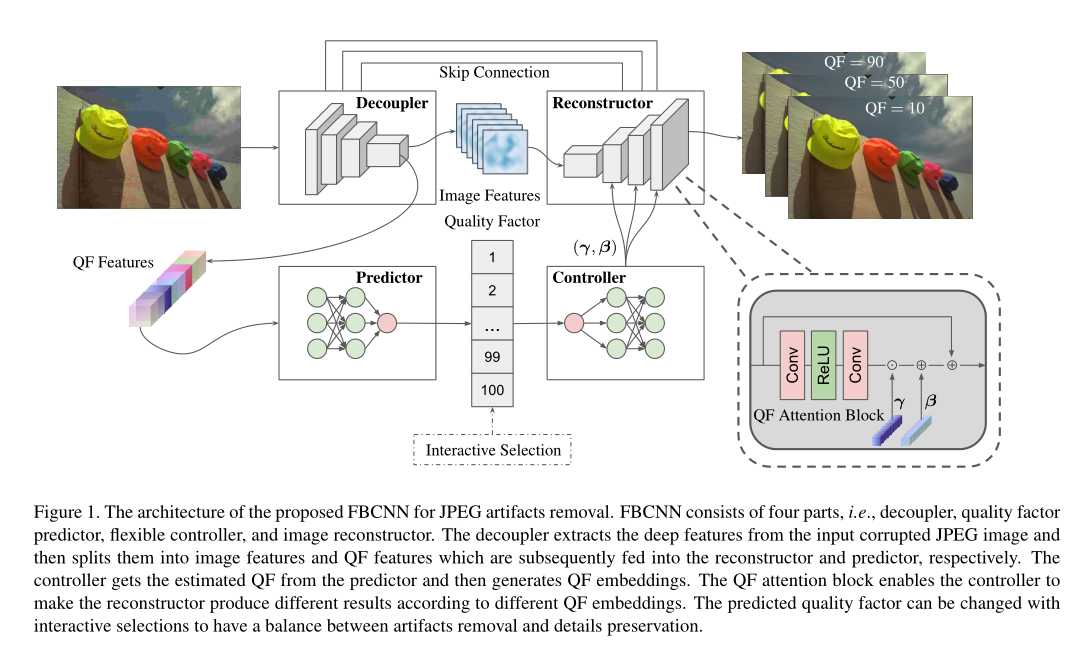 Skip Connection
Decoupler
Reconstructor
QF = 90
QF = 50
QF = 10
Image Features
Quality Factor
QF Features
(γ, β)
Predictor
1
2
...
99
100
Controller
Interactive Selection
Conv
ReLU
Conv
γ
β
QF Attention Block
Figure 1. The architecture of the proposed FBCNN for JPEG artifacts removal. FBCNN consists of four parts, i.e., decoupler, quality factor
predictor, flexible controller, and image reconstructor. The decoupler extracts the deep features from the input corrupted JPEG image and
then splits them into image features and QF features which are subsequently fed into the reconstructor and predictor, respectively. The
controller gets the estimated QF from the predictor and then generates QF embeddings. The QF attention block enables the controller to
make the reconstructor produce different results according to different QF embeddings. The predicted quality factor can be changed with
interactive selections to have a balance between artifacts removal and details preservation.